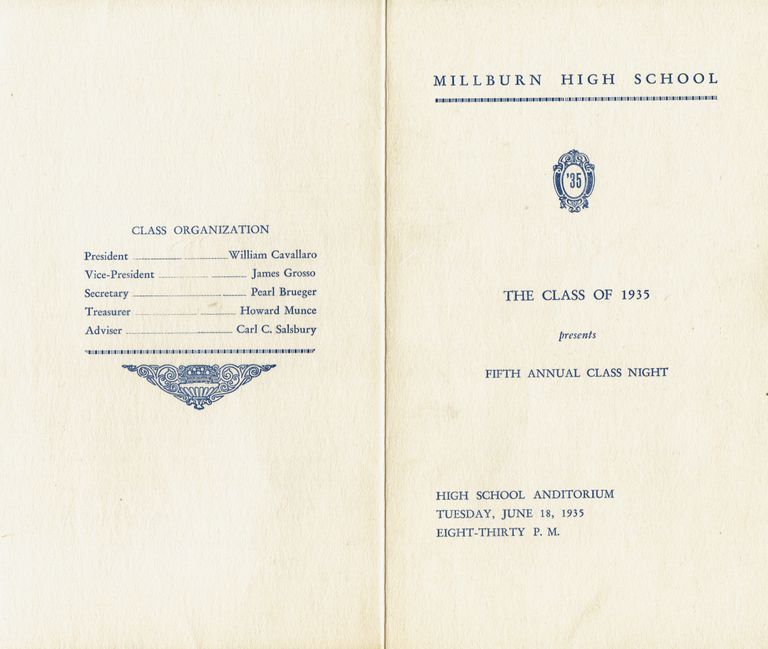 CLASS ORGANIZATION
President William Cavallaro
Vice-President James Grosso
Secretary Pearl Brueger
Treasurer Howard Munce
Adviser Carl C. Salsbury
MILLBURN HIGH SCHOOL
'35
THE CLASS OF 1935
presents
FIFTH ANNUAL CLASS NIGHT
HIGH SCHOOL ANDITORIUM
TUESDAY, JUNE 18, 1935
EIGHT-THIRTY P. M.